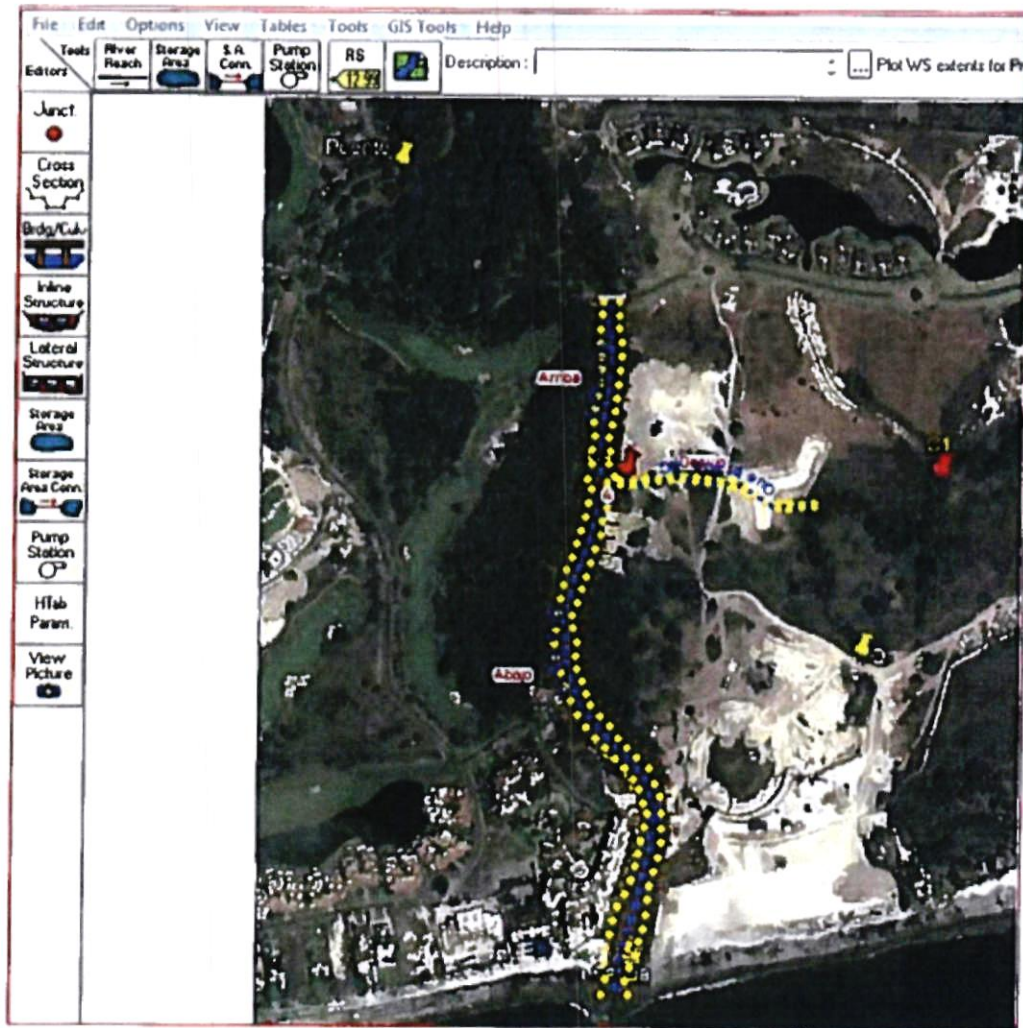 File Edit Options View Tables Tools GIS Tools Help
Tools
Editors
River Reach
Storage Area
S.A. Conn.
Pump Station
RS
Description :
...
Plot WS extents for Pr
Junct.
Cross Section
Brdg/Culv
Inline Structure
Lateral Structure
Storage Area
Storage Area Conn.
Pump Station
HTab Param.
View Picture
Puente
Arriba
Abajo